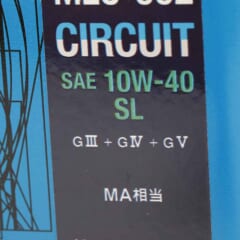 CIRCUIT
SAE 10W-40
SL
GⅢ + GⅣ + GⅤ
MA相当